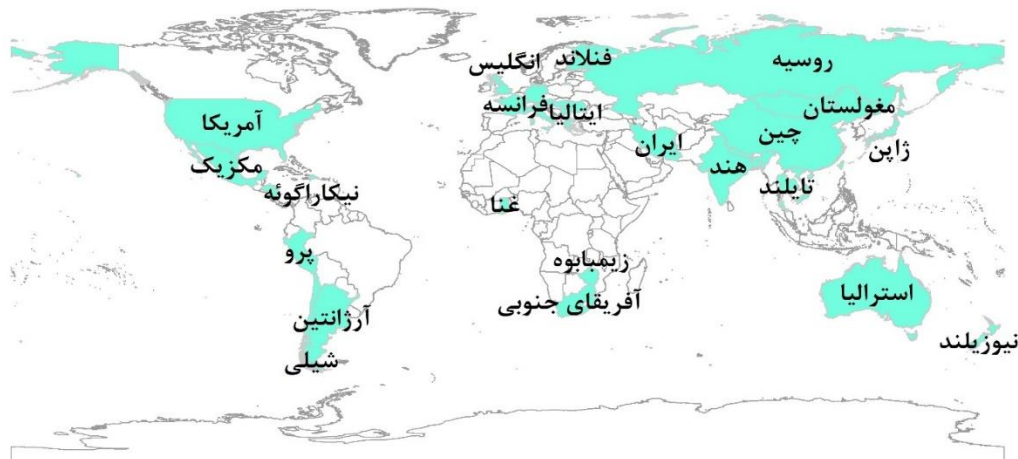 فنلاند
انگلیس
روسیه
فرانسه
ایتالیا
مغولستان
آمریکا
چین
ژاپن
ایران
هند
مکزیک
تایلند
نیکاراگوئه
غنا
پرو
زیمبابوه
استرالیا
آفریقای جنوبی
آرژانتین
نیوزیلند
شیلی